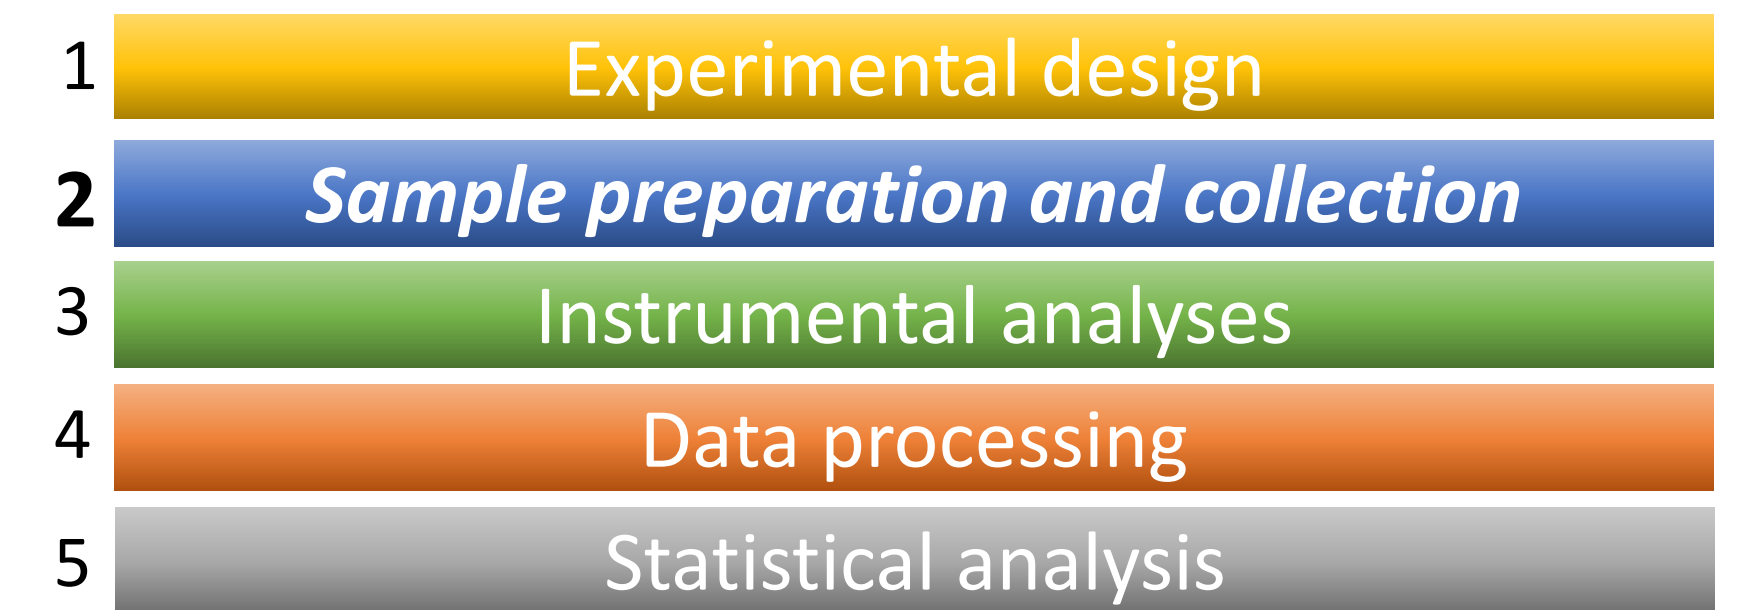 1 Experimental design
2 Sample preparation and collection
3 Instrumental analyses
4 Data processing
5 Statistical analysis